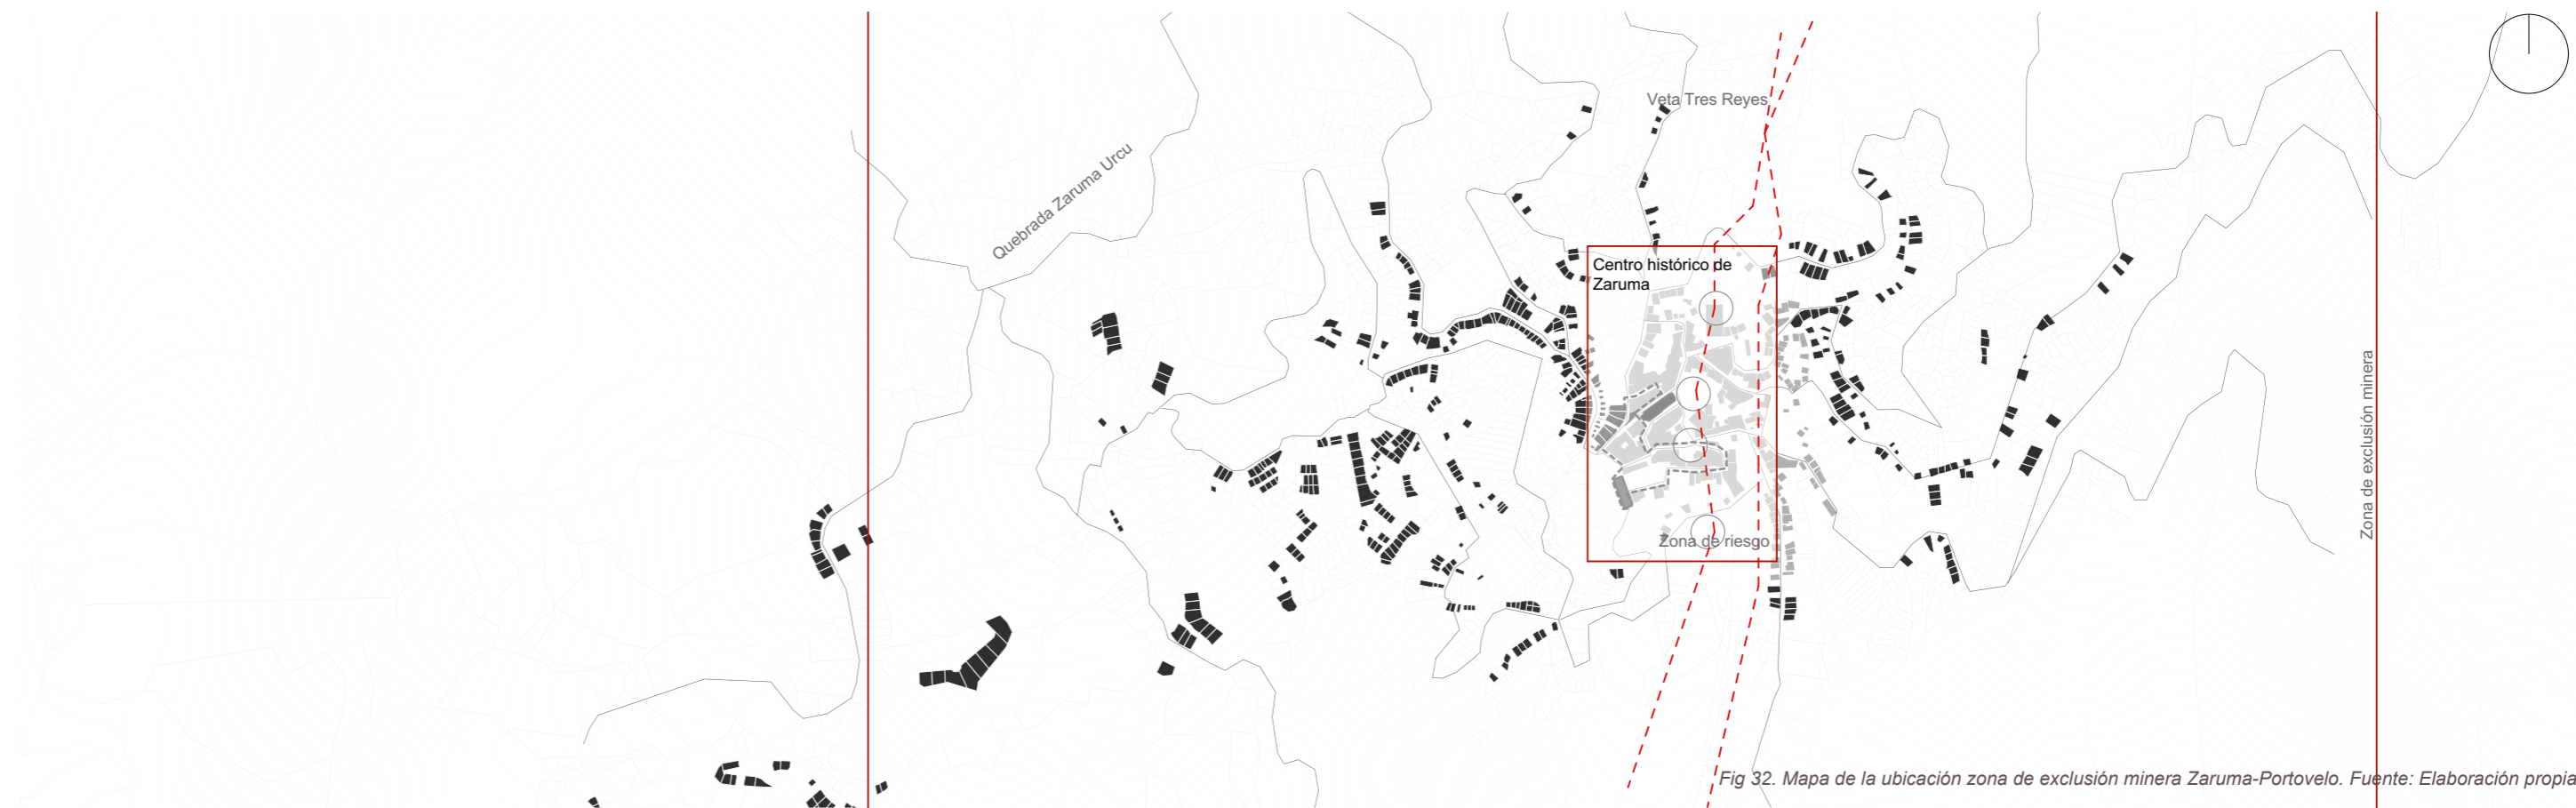 Veta Tres Reyes
Quebrada Zaruma Urcu
Centro histórico de
Zaruma
Zona de exclusión minera
Zona de riesgo
Fig 32. Mapa de la ubicación zona de exclusión minera Zaruma-Portovelo. Fuente: Elaboración propia